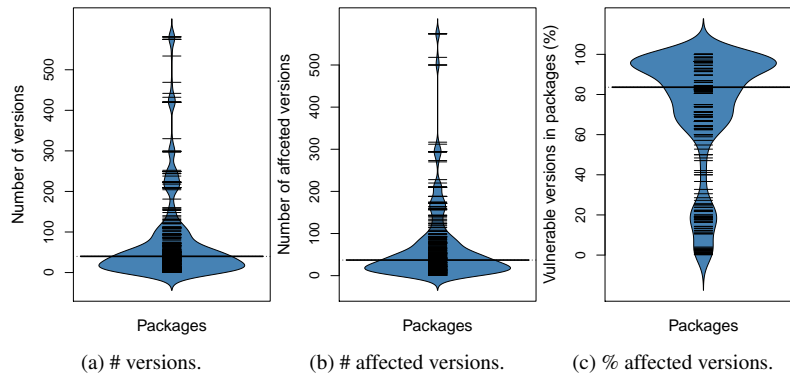 Number of versions
0
100
200
300
400
500
Packages
(a) # versions.
Number of affceted versions
0
100
200
300
400
500
Packages
(b) # affected versions.
Vulnerable versions in packages (%)
0
20
40
60
80
100
Packages
(c) % affected versions.